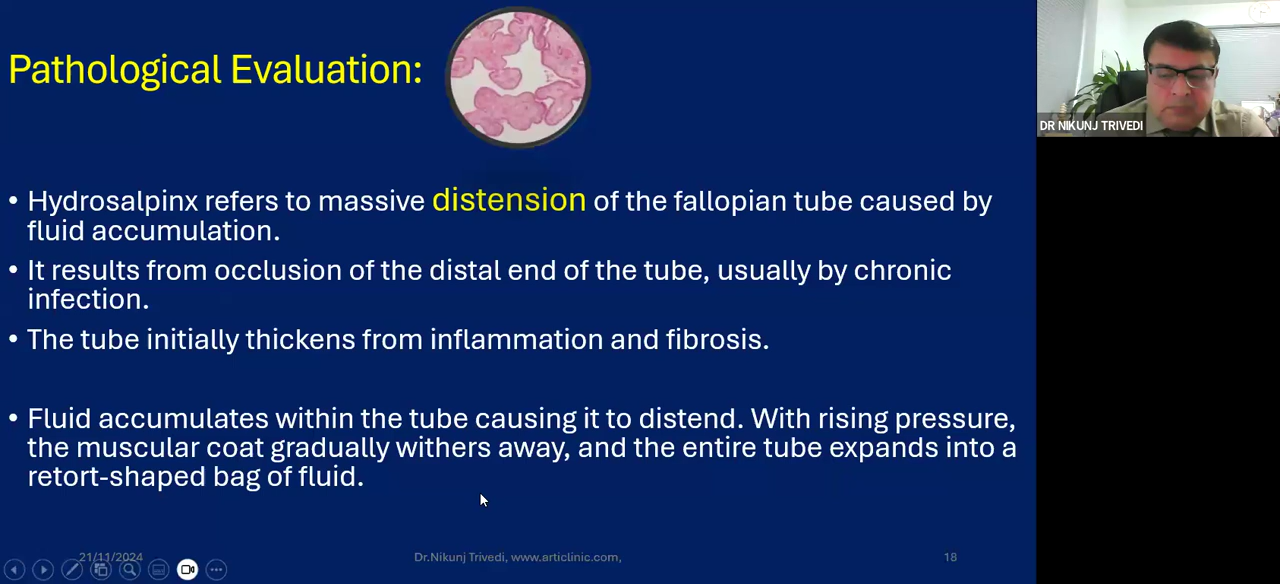 Pathological Evaluation:
DR NIKUNJ TRIVEDI
• Hydrosalpinx refers to massive distension of the fallopian tube caused by
fluid accumulation.
• It results from occlusion of the distal end of the tube, usually by chronic
infection.
• The tube initially thickens from inflammation and fibrosis.
• Fluid accumulates within the tube causing it to distend. With rising pressure,
the muscular coat gradually withers away, and the entire tube expands into a
retort-shaped bag of fluid.
21/11/2024 Dr.Nikunj Trivedi, www.articlinic.com, 18